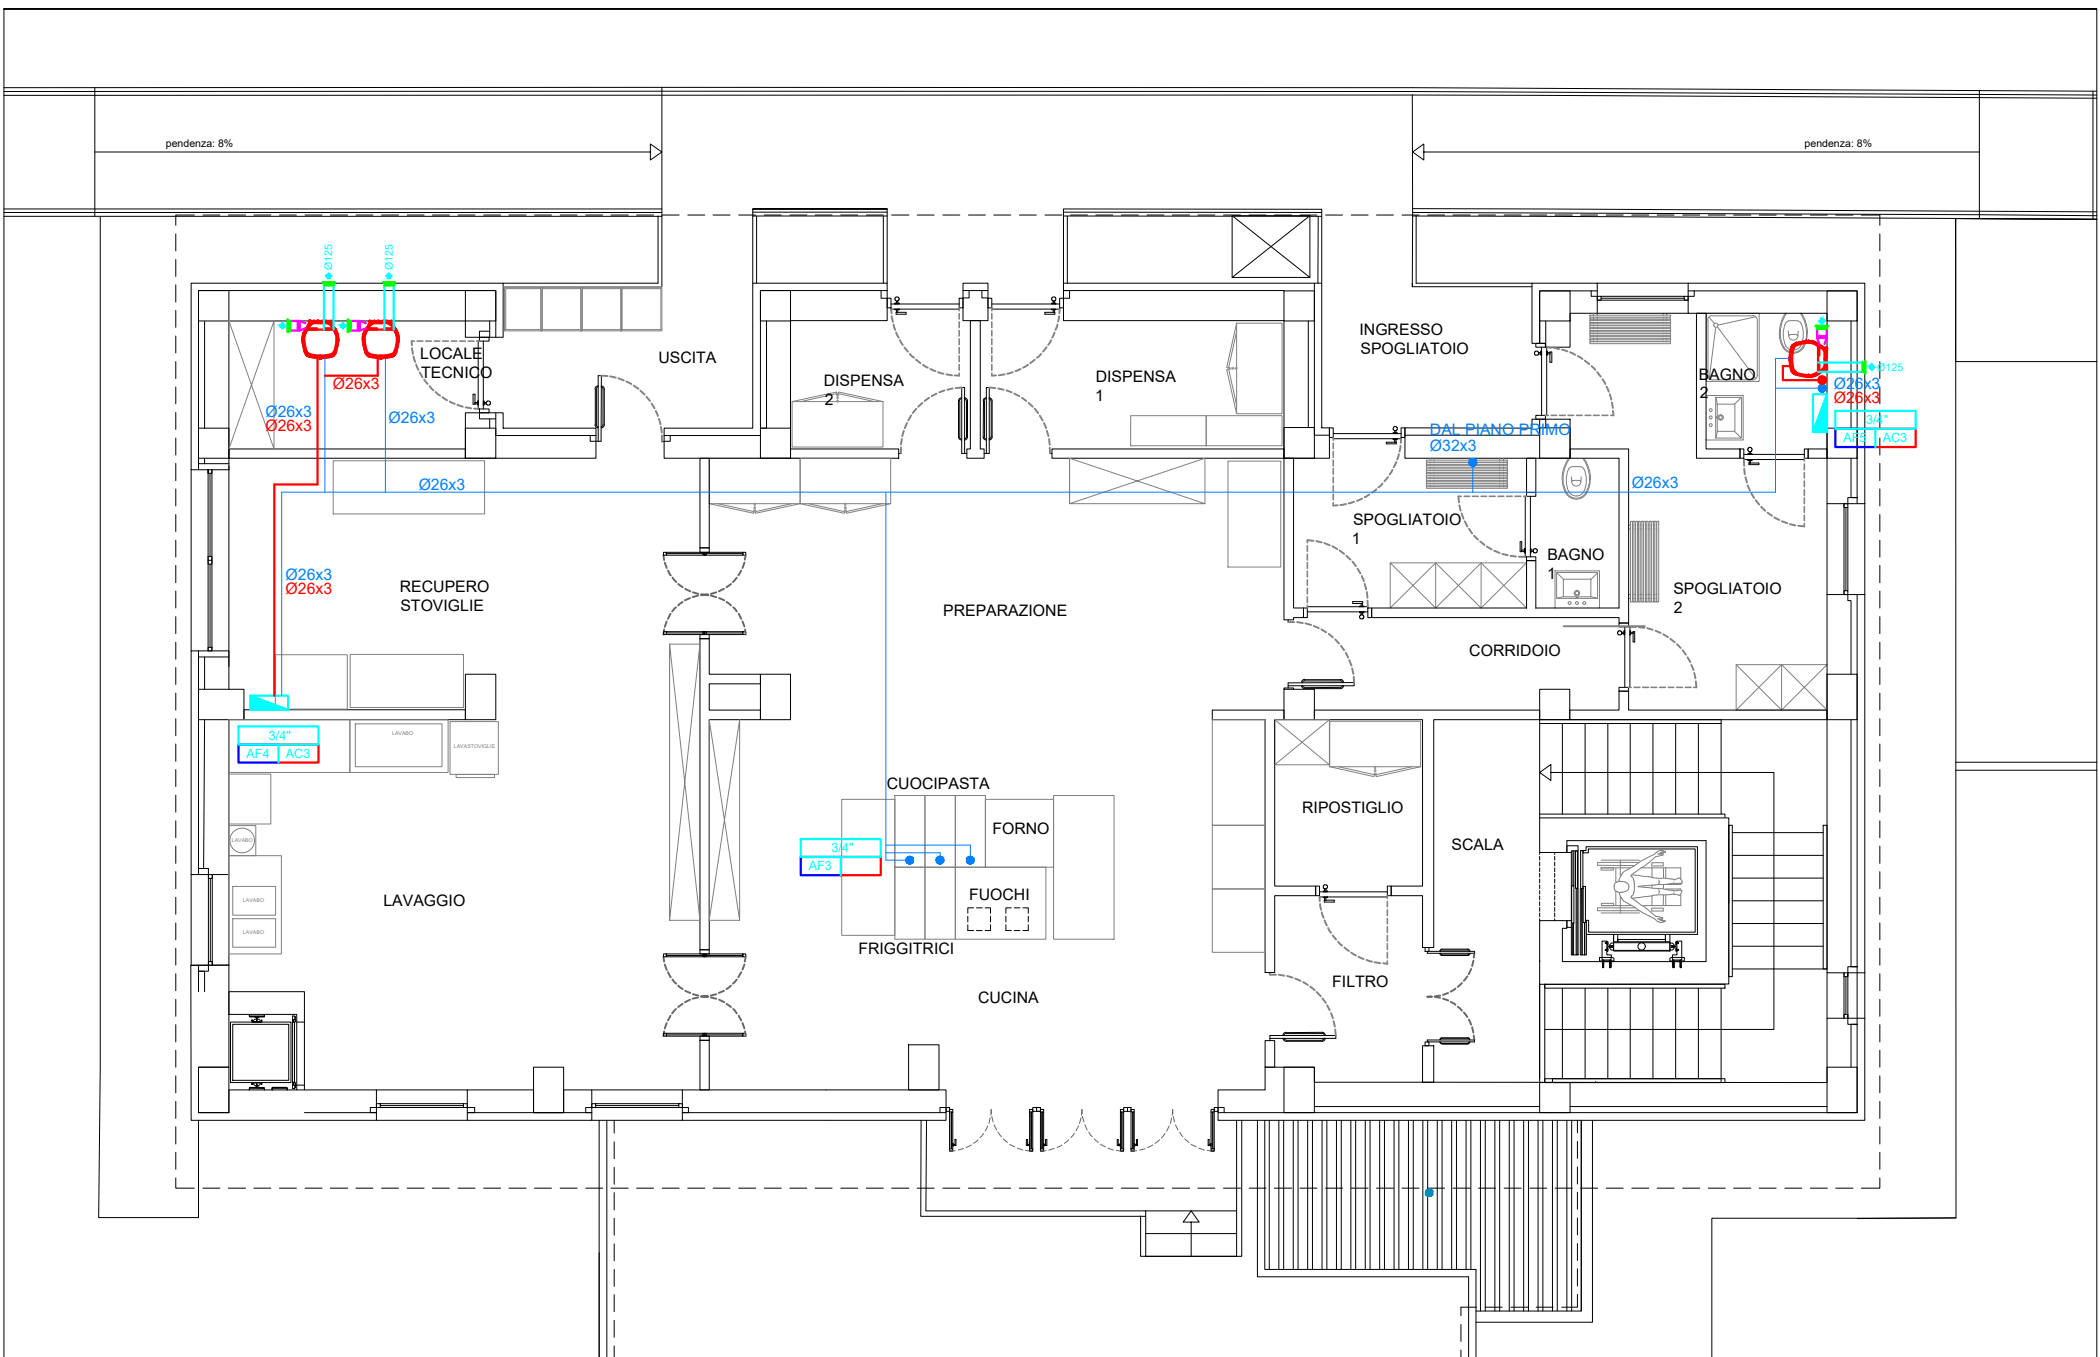 pendenza: 8%
pendenza: 8%
Ø125
Ø125
LOCALE
TECNICO
USCITA
DISPENSA
2
DISPENSA
1
INGRESSO
SPOGLIATOIO
BAGNO
2
Ø125
Ø26x3
Ø26x3
Ø26x3
Ø26x3
Ø26x3
Ø26x3
3/4"
AF5 AC3
DAL PIANO PRIMO
Ø32x3
Ø26x3
Ø26x3
SPOGLIATOIO
1
BAGNO
1
SPOGLIATOIO
2
Ø26x3
Ø26x3
RECUPERO
STOVIGLIE
PREPARAZIONE
CORRIDOIO
3/4"
AF4 AC3
LAVABO
LAVASTOVIGLIE
CUOCIPASTA
FORNO
RIPOSTIGLIO
SCALA
3/4"
AF3
LAVABO
LAVAGGIO
FUOCHI
LAVABO
LAVABO
FRIGGITRICI
FILTRO
CUCINA